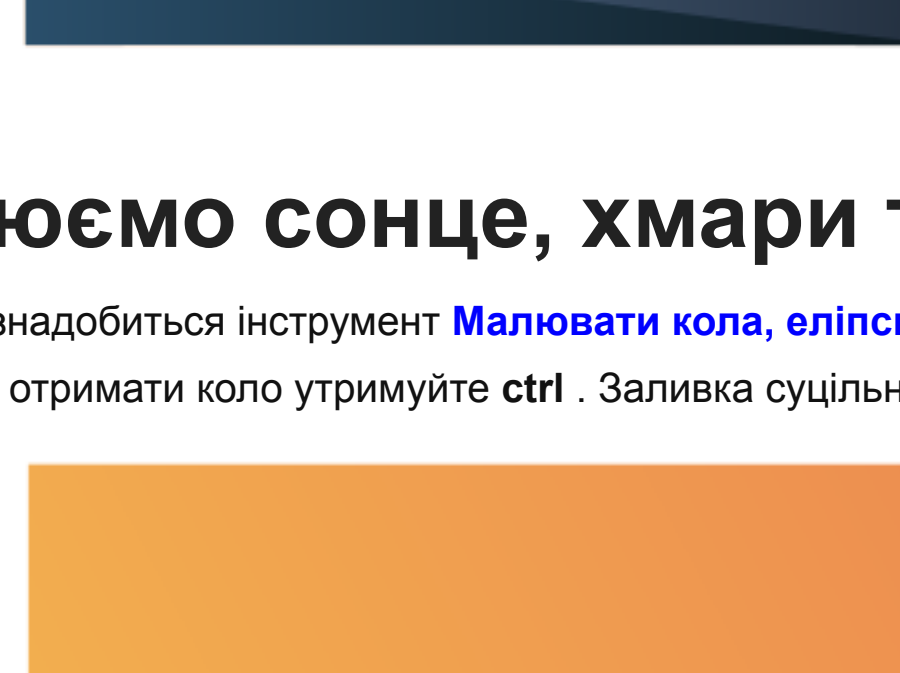 юємо сонце, хмари
знадобиться інструмент Малювати кола, еліпс
отримати коло утримуйте ctrl . Заливка суцільн